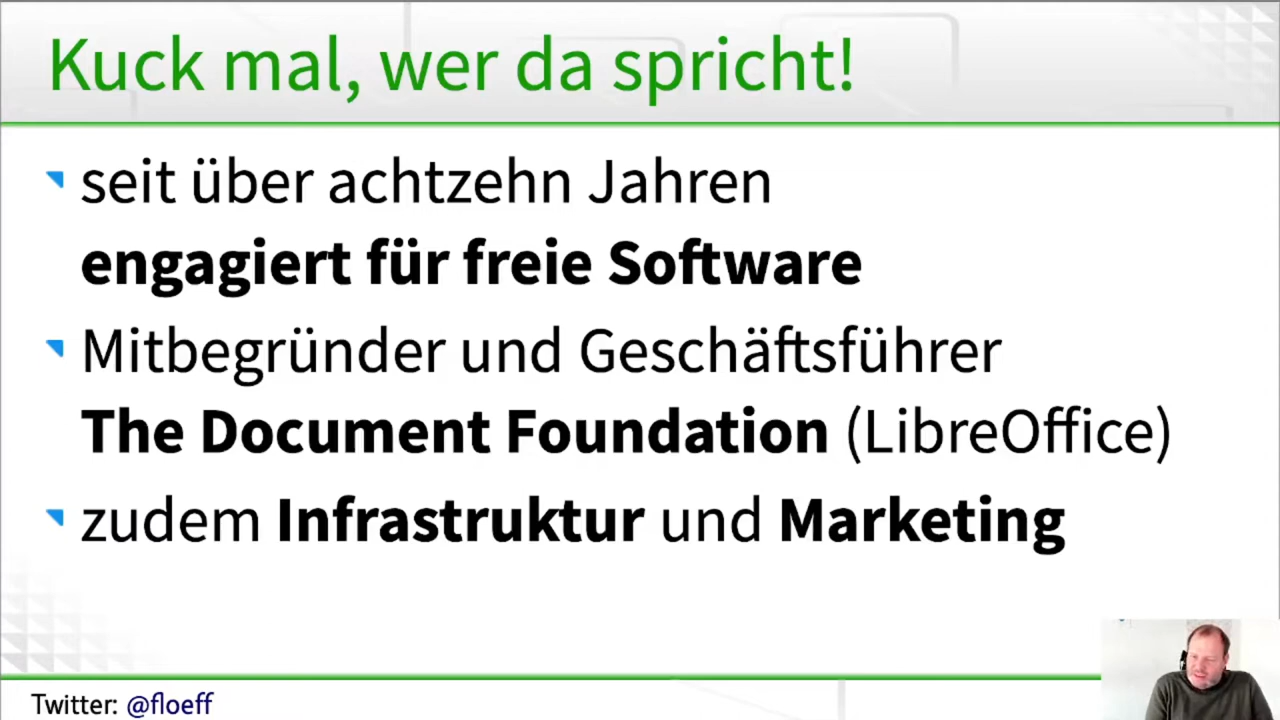 Kuck mal, wer da spricht!
seit über achtzehn Jahren
engagiert für freie Software
Mitbegründer und Geschäftsführer
The Document Foundation (LibreOffice)
zudem Infrastruktur und Marketing
Twitter: @floeff